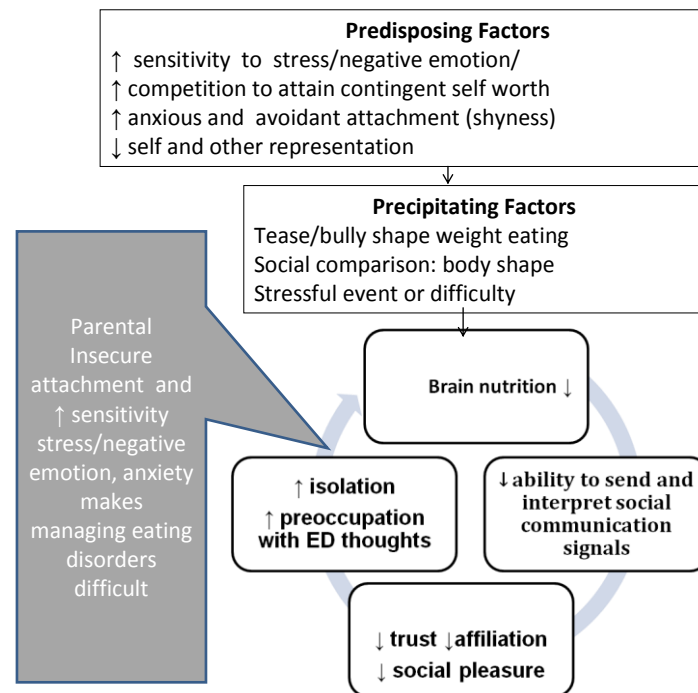 Predisposing Factors
↑ sensitivity to stress/negative emotion/
↑ competition to attain contingent self worth
↑ anxious and avoidant attachment (shyness)
↓ self and other representation
Precipitating Factors
Tease/bully shape weight eating
Social comparison: body shape
Stressful event or difficulty
Parental
Insecure
attachment and
↑ sensitivity
stress/negative
emotion, anxiety
makes
managing eating
disorders
difficult
Brain nutrition ↓
↓ ability to send and
interpret social
communication
signals
↓ trust ↓affiliation
↓ social pleasure
↑ isolation
↑ preoccupation
with ED thoughts